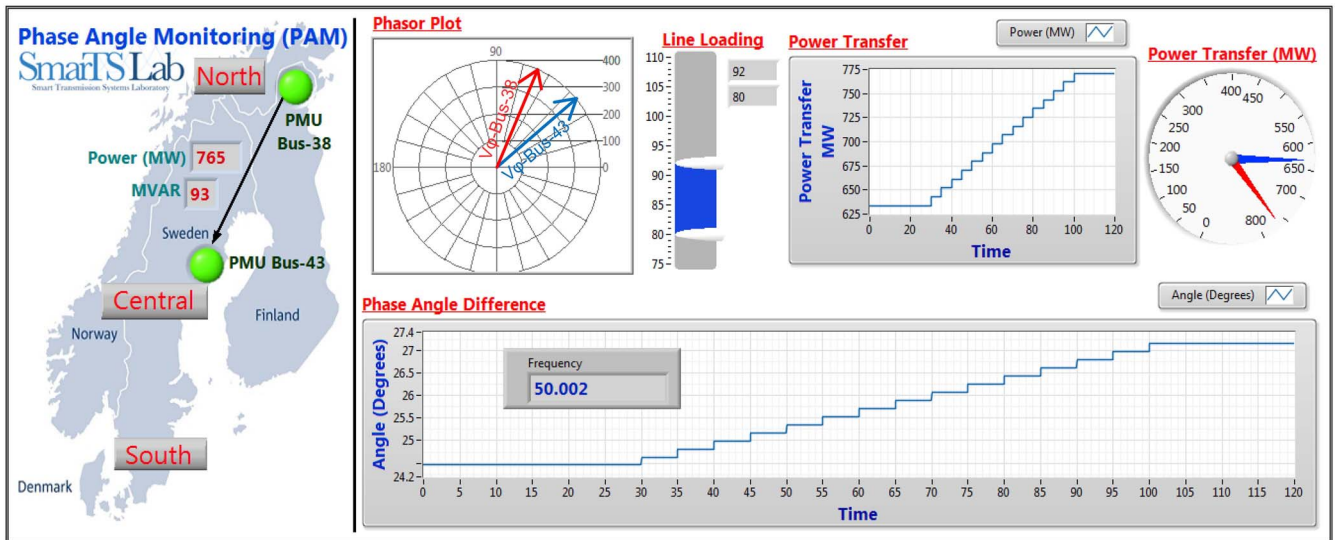 Phase Angle Monitoring (PAM)
SmarTS Lab
Smart Transmission Systems Laboratory
North
PMU
Bus-38
Power (MW) 765
MVAR 93
Sweden
PMU Bus-43
Central
Finland
Norway
South
Denmark
Phasor Plot
90
400
300
200
100
0
180
Vφ-Bus-38
Vφ-Bus-43
Line Loading
110
105
100
95
90
85
80
75
92
80
Power Transfer
Power (MW)
Power Transfer
MW
775
750
725
700
675
650
625
0 20 40 60 80 100 120
Time
Power Transfer (MW)
0 50 100 150 200 250 300 400 450 550 600 650 700 800
Phase Angle Difference
Angle (Degrees)
Angle (Degrees)
27.4
27
26.5
26
25.5
25
24.2
Frequency
50.002
0 5 10 15 20 25 30 35 40 45 50 55 60 65 70 75 80 85 90 95 100 105 110 115 120
Time